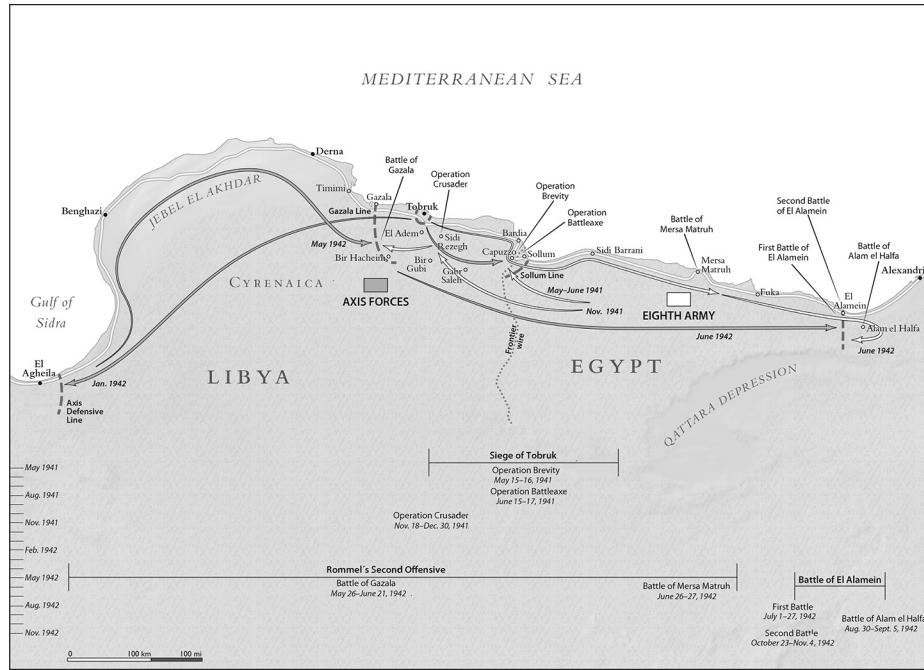 MEDITERRANEAN SEA
Derna
Battle of
Gazala
Operation
Crusader
Operation
Brevity
Operation
Battleaxe
Second Battle
of El Alamein
Battle of
Mersa Matruh
First Battle of
El Alamein
Battle of
Alam el Halfa
Alexandri
Timimi
Gazala
Gazala Line
Tobruk
Benghazi
JEBEL EL AKHDAR
El Adem
Sidi
Rezegh
Bardia
Capuzzo
Sollum
Sollum Line
Sidi Barrani
Mersa
Matruh
Fuka
El
Alamein
Alam el Halfa
May 1942
Bir Hacheim
Bir
Gubi
Gabr
Saleh
CYRENAICA
AXIS FORCES
May–June 1941
Nov. 1941
EIGHTH ARMY
June 1942
June 1942
Gulf of
Sidra
Frontier
wire
El
Agheila
Jan. 1942
LIBYA
EGYPT
QATTARA DEPRESSION
Axis
Defensive
Line
Siege of Tobruk
Operation Brevity
May 15–16, 1941
Operation Battleaxe
June 15–17, 1941
Operation Crusader
Nov. 18–Dec. 30, 1941
May 1941
Aug. 1941
Nov. 1941
Feb. 1942
May 1942
Aug. 1942
Nov. 1942
Rommel´s Second Offensive
Battle of Gazala
May 26–June 21, 1942
Battle of Mersa Matruh
June 26–27, 1942
Battle of El Alamein
First Battle
July 1–27, 1942
Battle of Alam el Halfa
Aug. 30–Sept. 5, 1942
Second Battle
October 23–Nov. 4, 1942
0 100 km 100 mi